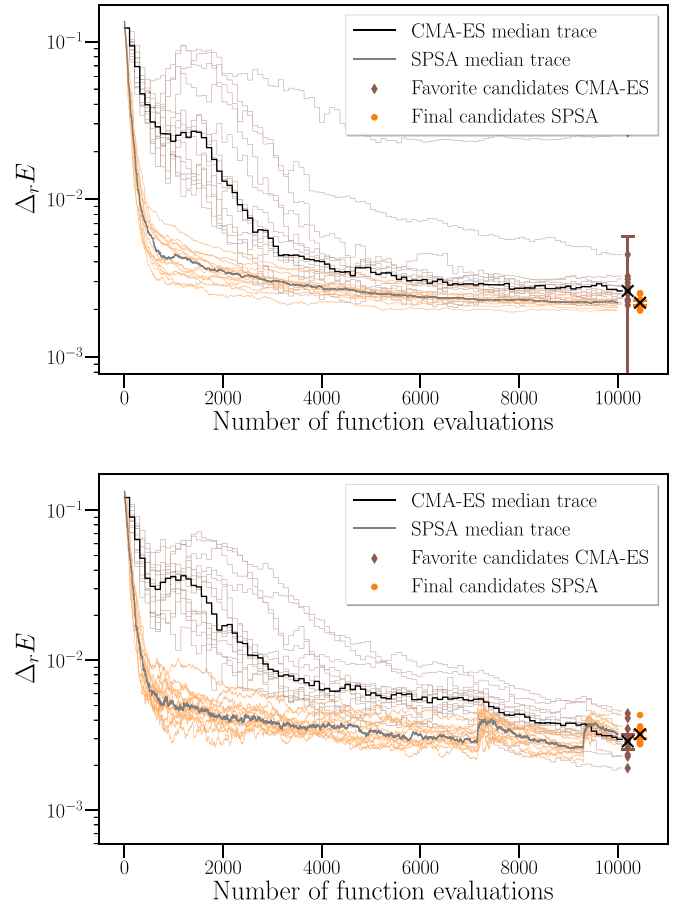 10⁻¹
10⁻²
10⁻³
ΔᵣE
CMA-ES median trace
SPSA median trace
Favorite candidates CMA-ES
Final candidates SPSA
0 2000 4000 6000 8000 10000
Number of function evaluations
10⁻¹
10⁻²
10⁻³
ΔᵣE
CMA-ES median trace
SPSA median trace
Favorite candidates CMA-ES
Final candidates SPSA
0 2000 4000 6000 8000 10000
Number of function evaluations